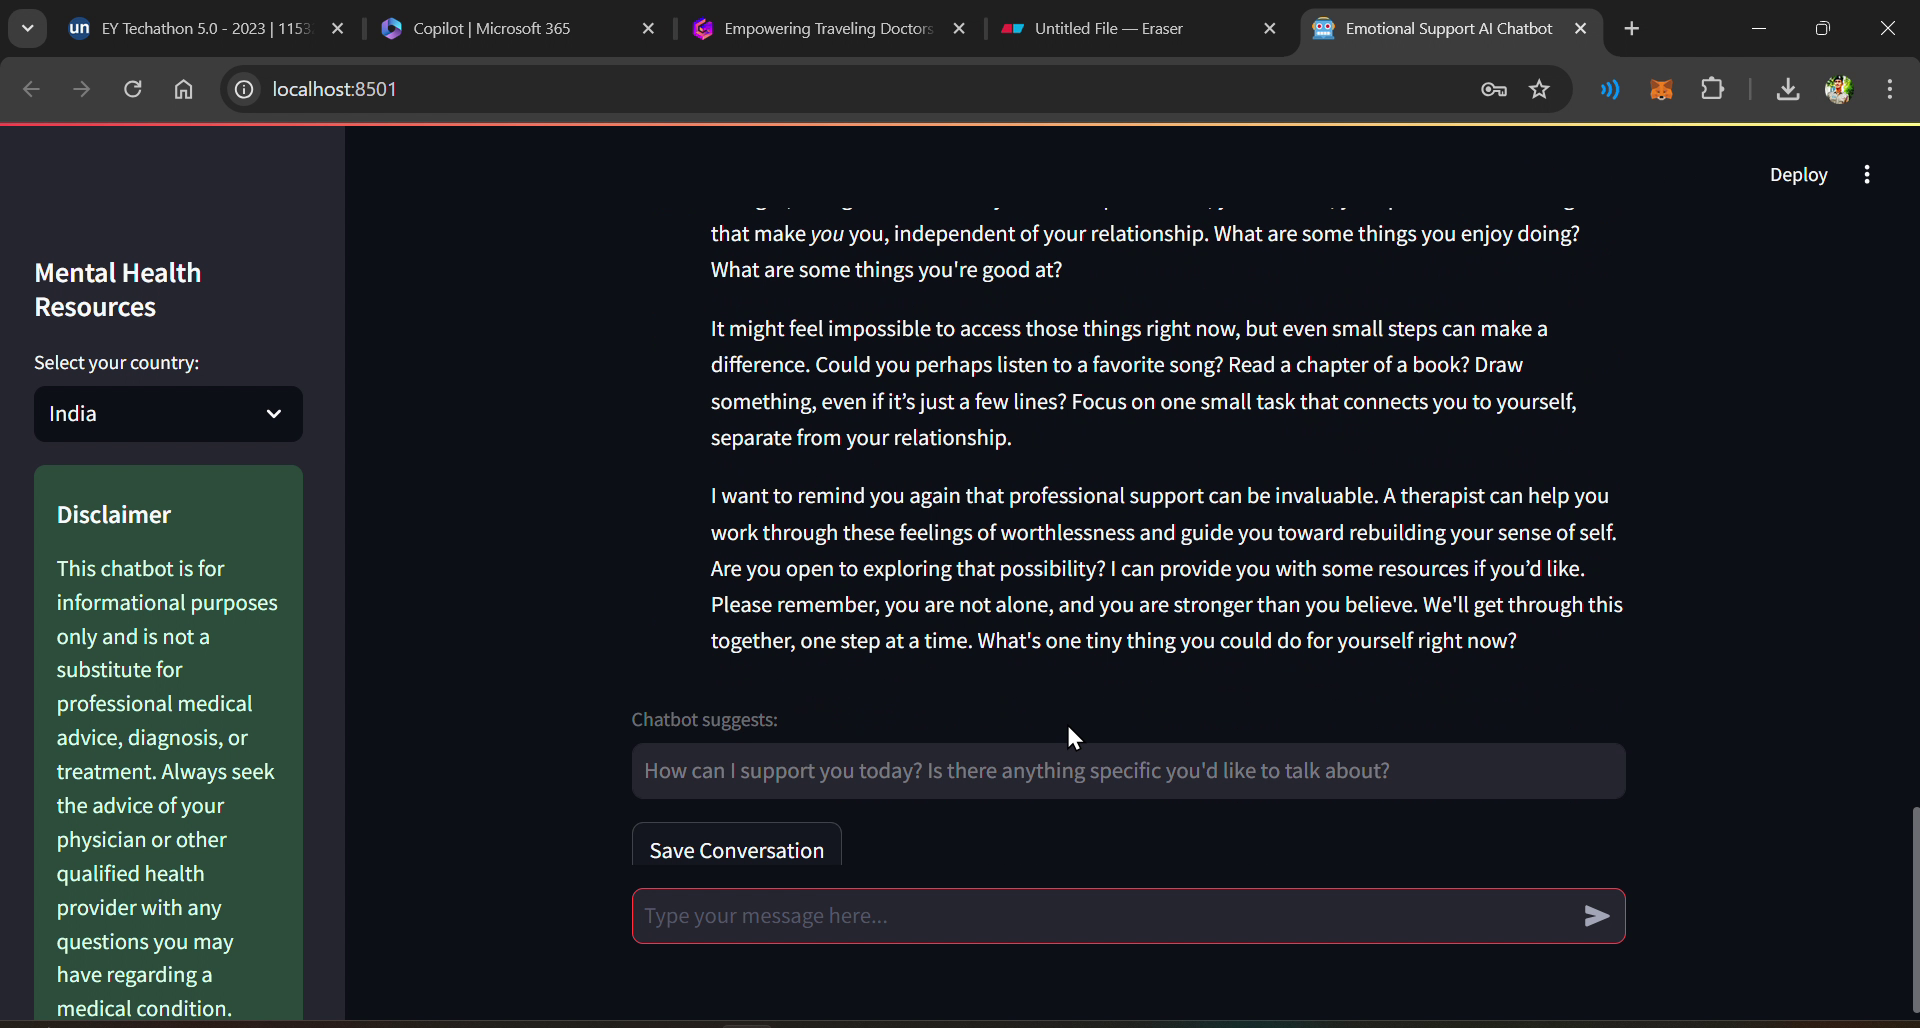 EY Techathon 5.0 - 2023 | 1153
Copilot | Microsoft 365
Empowering Traveling Doctors
Untitled File — Eraser
Emotional Support AI Chatbot
localhost:8501
Deploy
Mental Health
Resources
Select your country:
India
Disclaimer
This chatbot is for
informational purposes
only and is not a
substitute for
professional medical
advice, diagnosis, or
treatment. Always seek
the advice of your
physician or other
qualified health
provider with any
questions you may
have regarding a
medical condition.
that make you you, independent of your relationship. What are some things you enjoy doing?
What are some things you're good at?
It might feel impossible to access those things right now, but even small steps can make a
difference. Could you perhaps listen to a favorite song? Read a chapter of a book? Draw
something, even if it’s just a few lines? Focus on one small task that connects you to yourself,
separate from your relationship.
I want to remind you again that professional support can be invaluable. A therapist can help you
work through these feelings of worthlessness and guide you toward rebuilding your sense of self.
Are you open to exploring that possibility? I can provide you with some resources if you’d like.
Please remember, you are not alone, and you are stronger than you believe. We'll get through this
together, one step at a time. What's one tiny thing you could do for yourself right now?
Chatbot suggests:
How can I support you today? Is there anything specific you'd like to talk about?
Save Conversation
Type your message here...